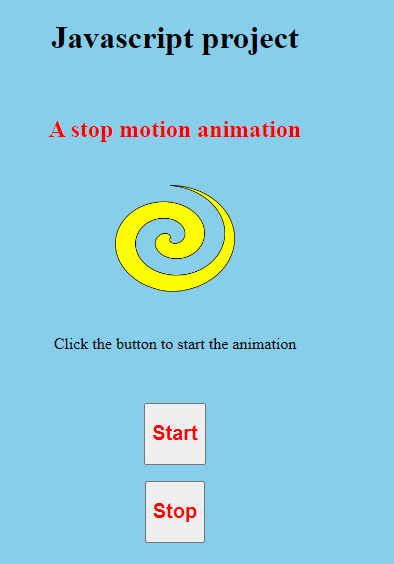 Javascript project
A stop motion animation
Click the button to start the animation
Start
Stop